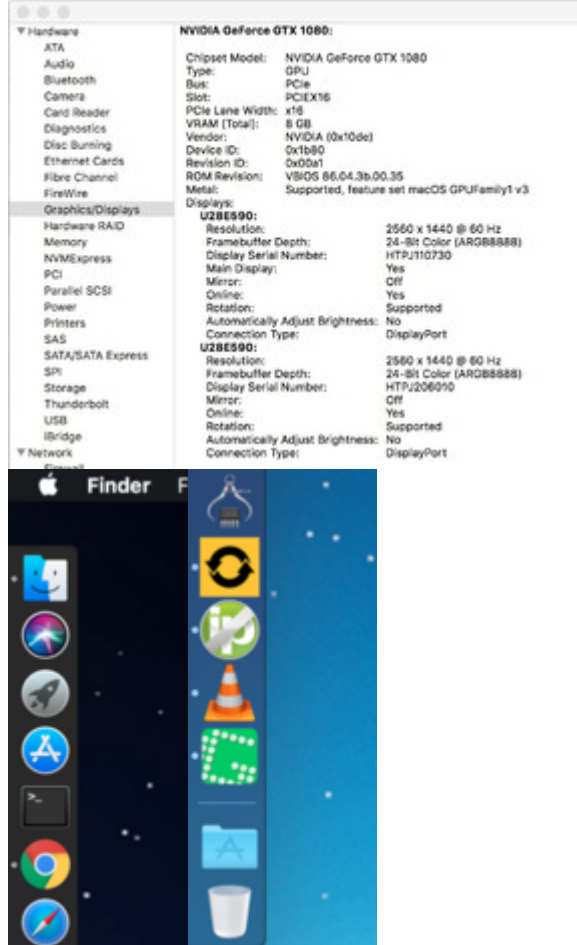 NVIDIA GeForce GTX 1080:
▼ Hardware
ATA
Audio
Bluetooth
Camera
Card Reader
Diagnostics
Disc Burning
Ethernet Cards
Fibre Channel
FireWire
Graphics/Displays
Hardware RAID
Memory
NVMExpress
PCI
Parallel SCSI
Power
Printers
SAS
SATA/SATA Express
SPI
Storage
Thunderbolt
USB
iBridge
▼ Network
Firewall
Chipset Model: NVIDIA GeForce GTX 1080
Type: GPU
Bus: PCIe
Slot: PCIEX16
PCIe Lane Width: x16
VRAM (Total): 8 GB
Vendor: NVIDIA (0x10de)
Device ID: 0x1b80
Revision ID: 0x00a1
ROM Revision: VBIOS 86.04.3b.00.35
Metal: Supported, feature set macOS GPUFamily1 v3
Displays:
U28E590:
Resolution: 2560 x 1440 @ 60 Hz
Framebuffer Depth: 24-Bit Color (ARGB8888)
Display Serial Number: HTPJ110730
Main Display: Yes
Mirror: Off
Online: Yes
Rotation: Supported
Automatically Adjust Brightness: No
Connection Type: DisplayPort
U28E590:
Resolution: 2560 x 1440 @ 60 Hz
Framebuffer Depth: 24-Bit Color (ARGB8888)
Display Serial Number: HTPJ206010
Mirror: Off
Online: Yes
Rotation: Supported
Automatically Adjust Brightness: No
Connection Type: DisplayPort
Finder F
ip